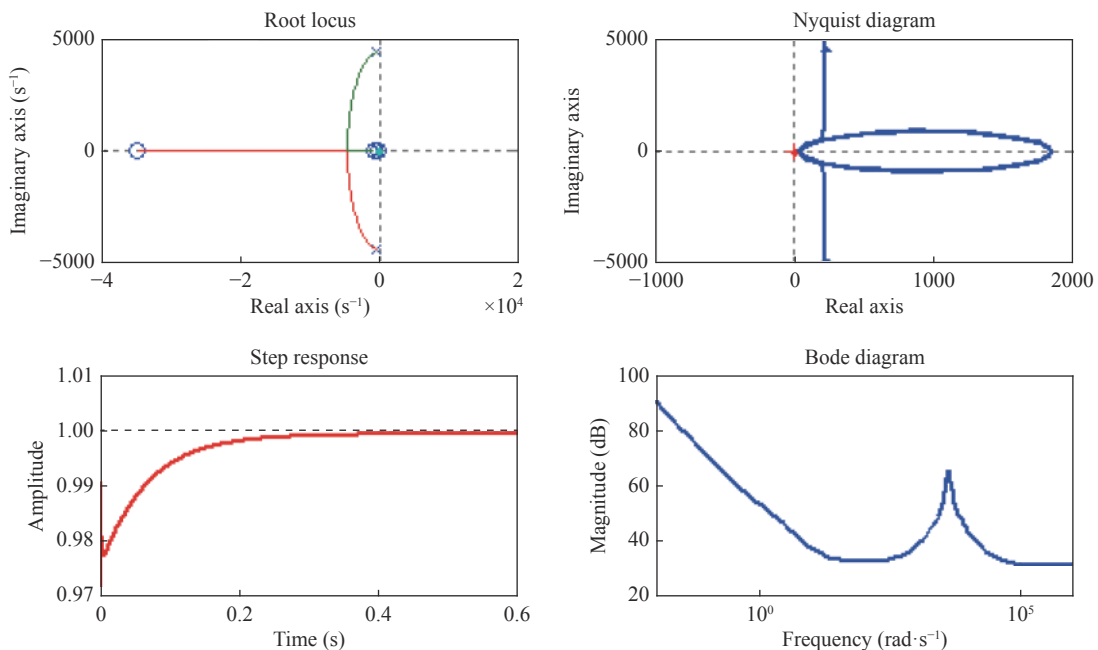 Root locus
5000
0
−5000
−4
−2
0
2
×10⁴
Imaginary axis (s⁻¹)
Real axis (s⁻¹)
Nyquist diagram
5000
0
−5000
−1000
0
1000
2000
Imaginary axis
Real axis
Step response
1.01
1.00
0.99
0.98
0.97
0
0.2
0.4
0.6
Amplitude
Time (s)
Bode diagram
100
80
60
40
20
10⁰
10⁵
Magnitude (dB)
Frequency (rad·s⁻¹)